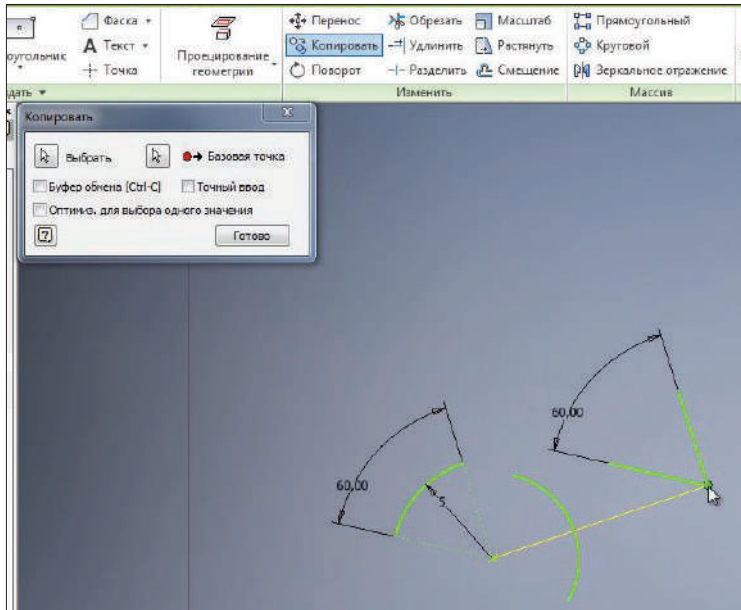 Фаска
Перенос
Обрезать
Масштаб
Прямоугольный
оугольник
A Текст
Проецирование геометрии
Копировать
Удлинить
Растянуть
Круговой
Точка
Поворот
Разделить
Смещение
Зеркальное отражение
дать
Изменить
Массив
Копировать
Выбрать
Базовая точка
Буфер обмена (Ctrl-C)
Точный ввод
Оптимиз. для выбора одного значения
Готово
60,00
60,00
5